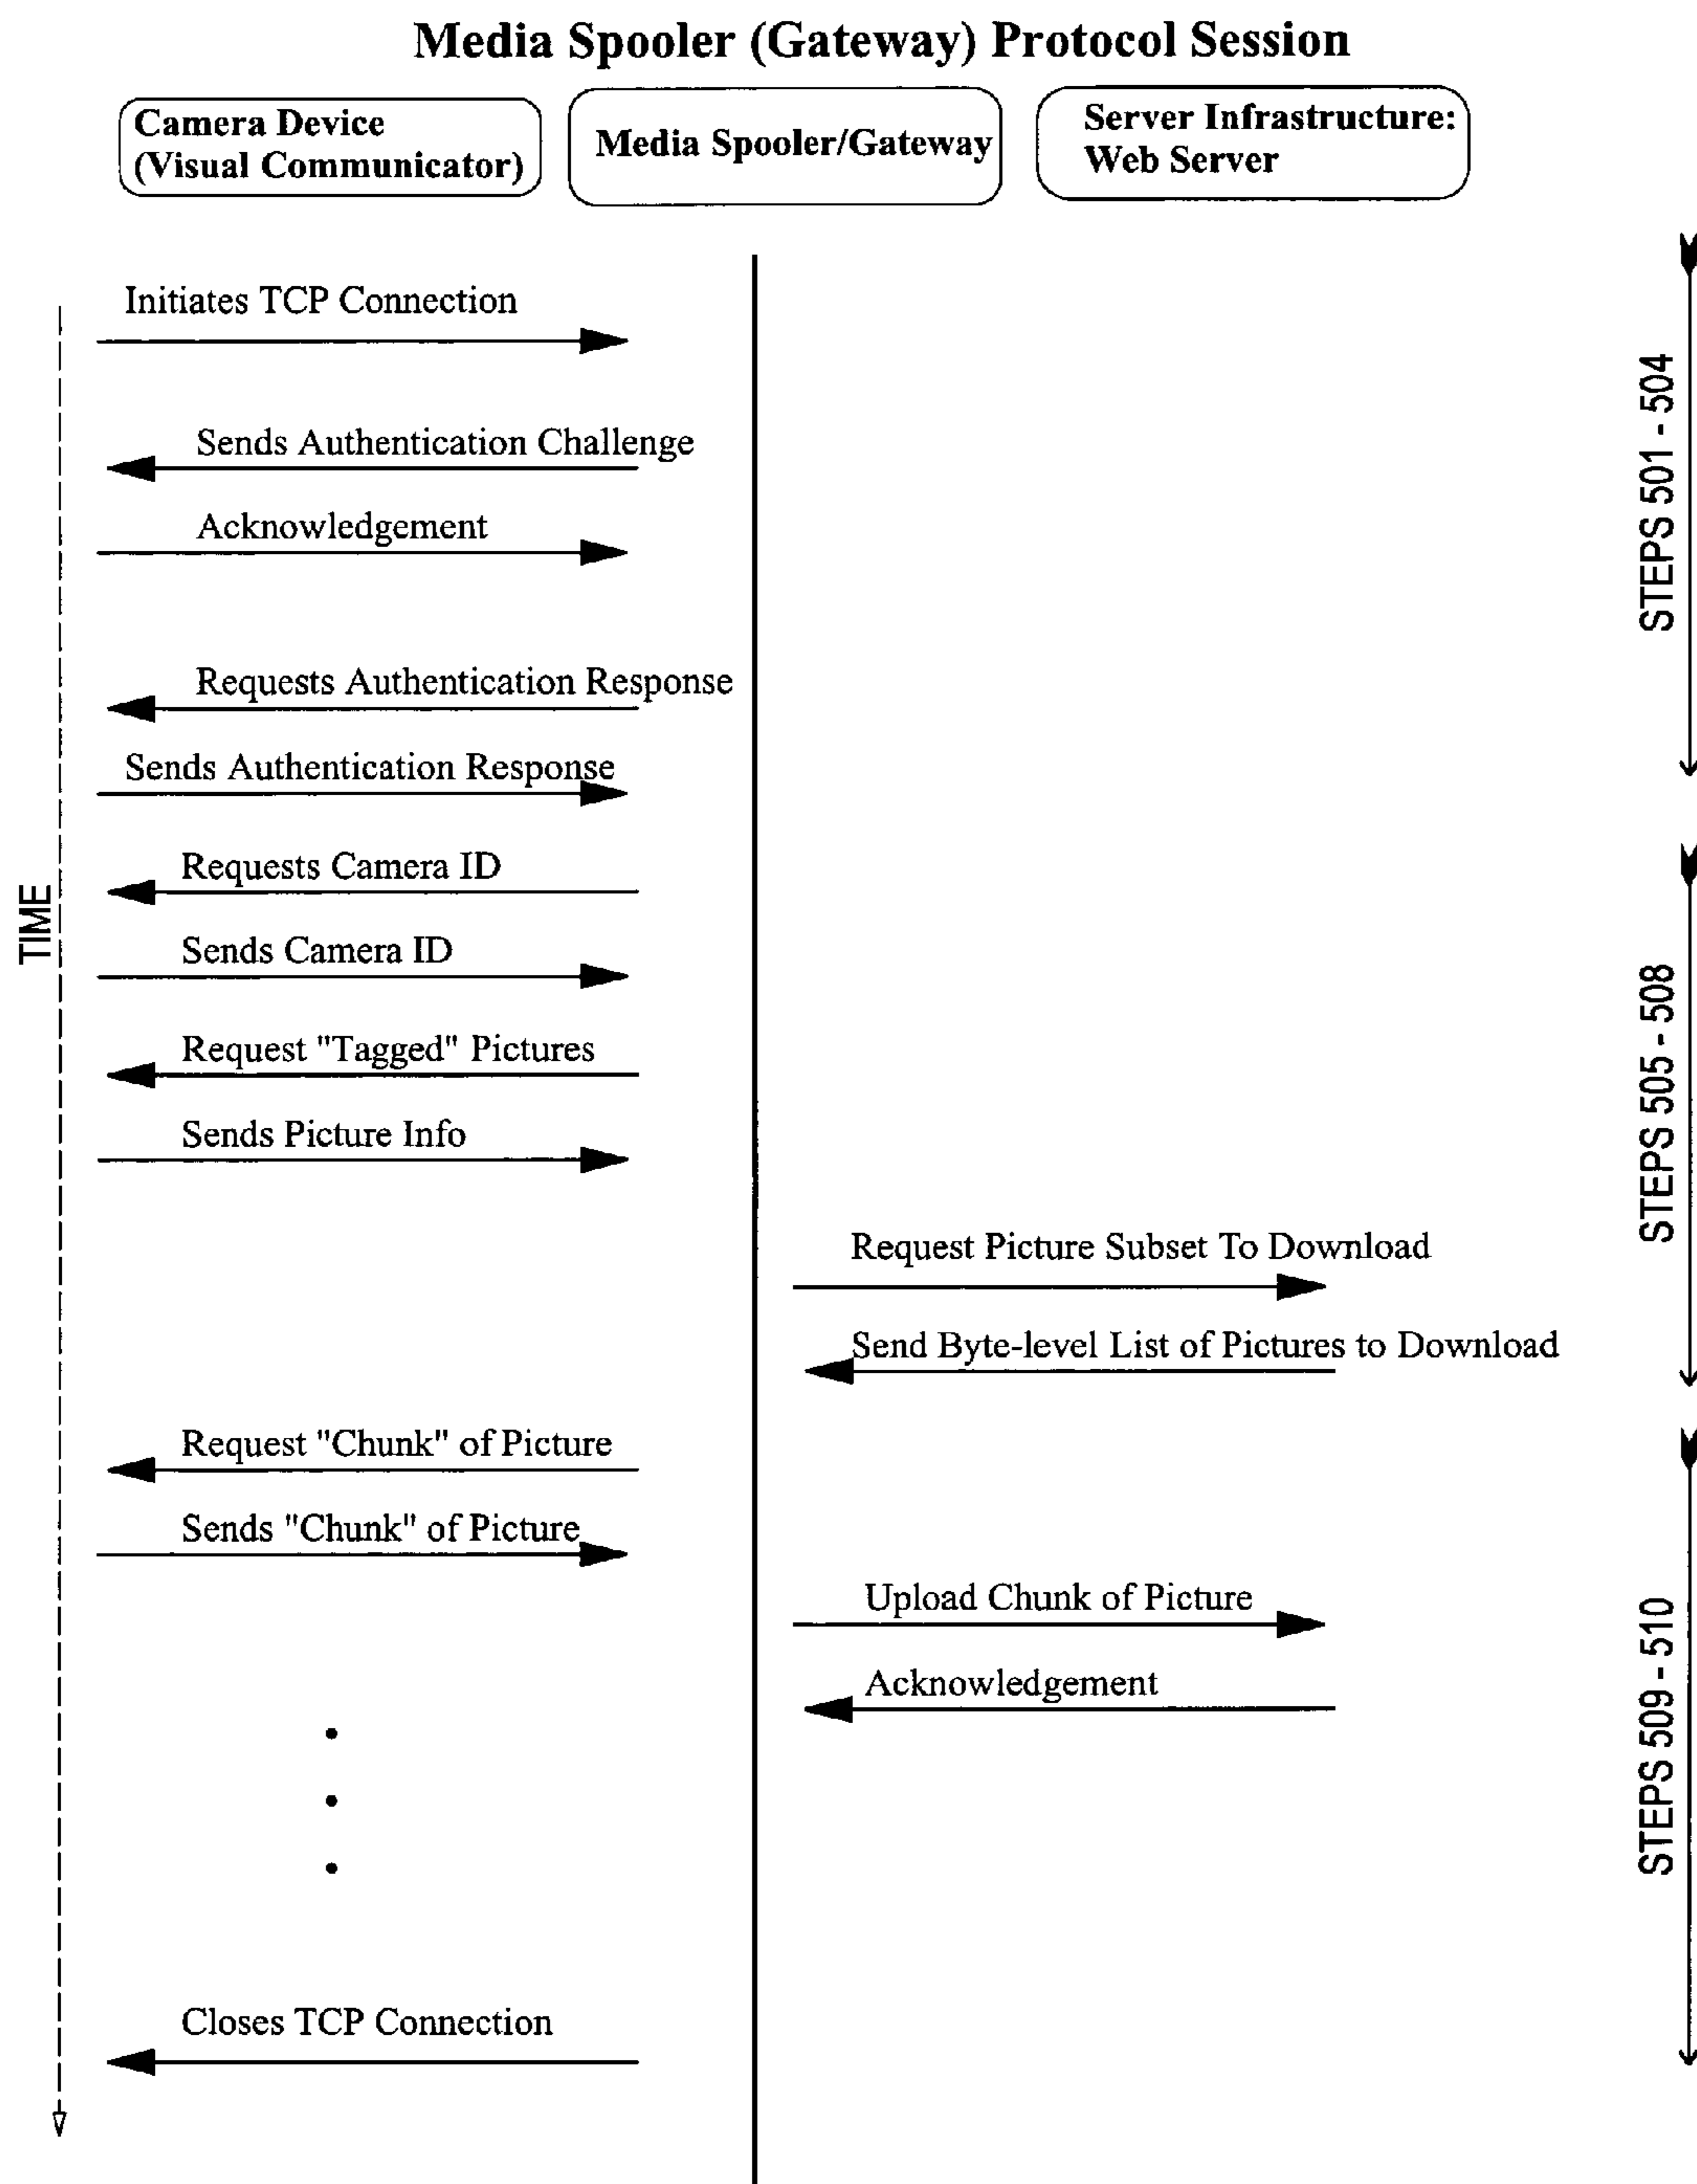 Media Spooler (Gateway) Protocol Session
Camera Device
(Visual Communicator)
Media Spooler/Gateway
Server Infrastructure:
Web Server
Initiates TCP Connection
Sends Authentication Challenge
Acknowledgement
Requests Authentication Response
Sends Authentication Response
Requests Camera ID
Sends Camera ID
Request "Tagged" Pictures
Sends Picture Info
Request Picture Subset To Download
Send Byte-level List of Pictures to Download
Request "Chunk" of Picture
Sends "Chunk" of Picture
Upload Chunk of Picture
Acknowledgement
Closes TCP Connection
TIME
STEPS 501 - 504
STEPS 505 - 508
STEPS 509 - 510